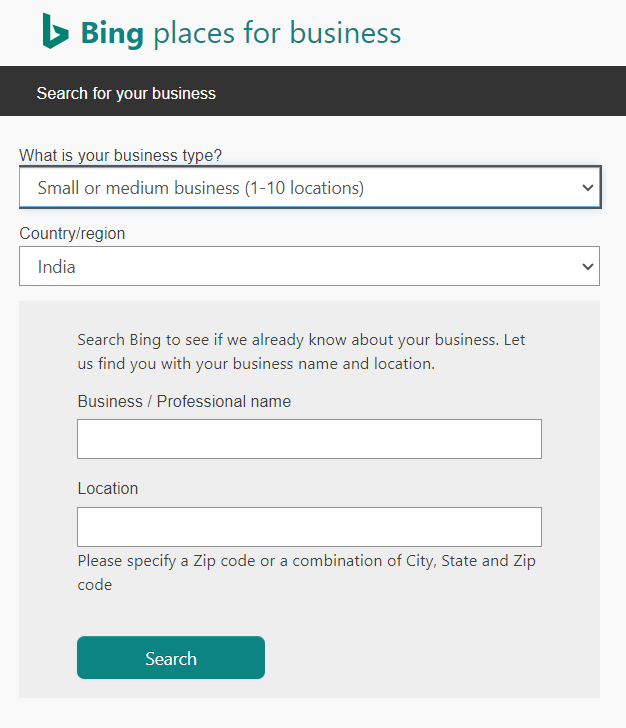 Bing places for business
Search for your business
What is your business type?
Small or medium business (1-10 locations)
Country/region
India
Search Bing to see if we already know about your business. Let
us find you with your business name and location.
Business / Professional name
Location
Please specify a Zip code or a combination of City, State and Zip
code
Search